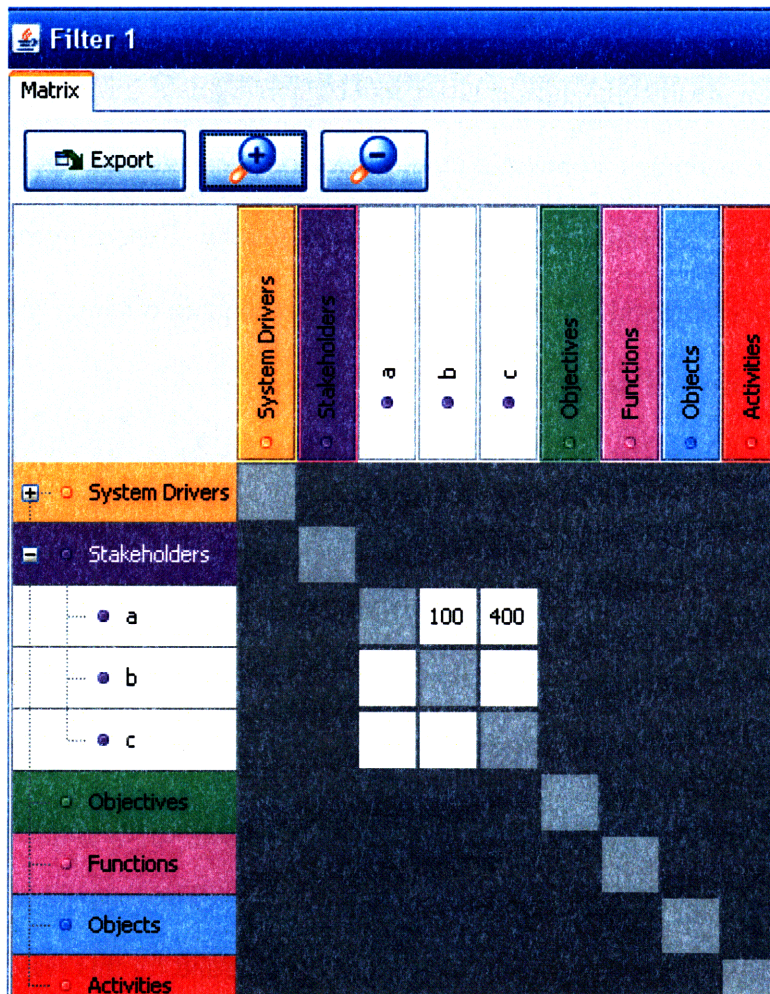 Filter 1
Matrix
Export
System Drivers
Stakeholders
a
b
c
Objectives
Functions
Objects
Activities
System Drivers
Stakeholders
a 100 400
b
c
Objectives
Functions
Objects
Activities